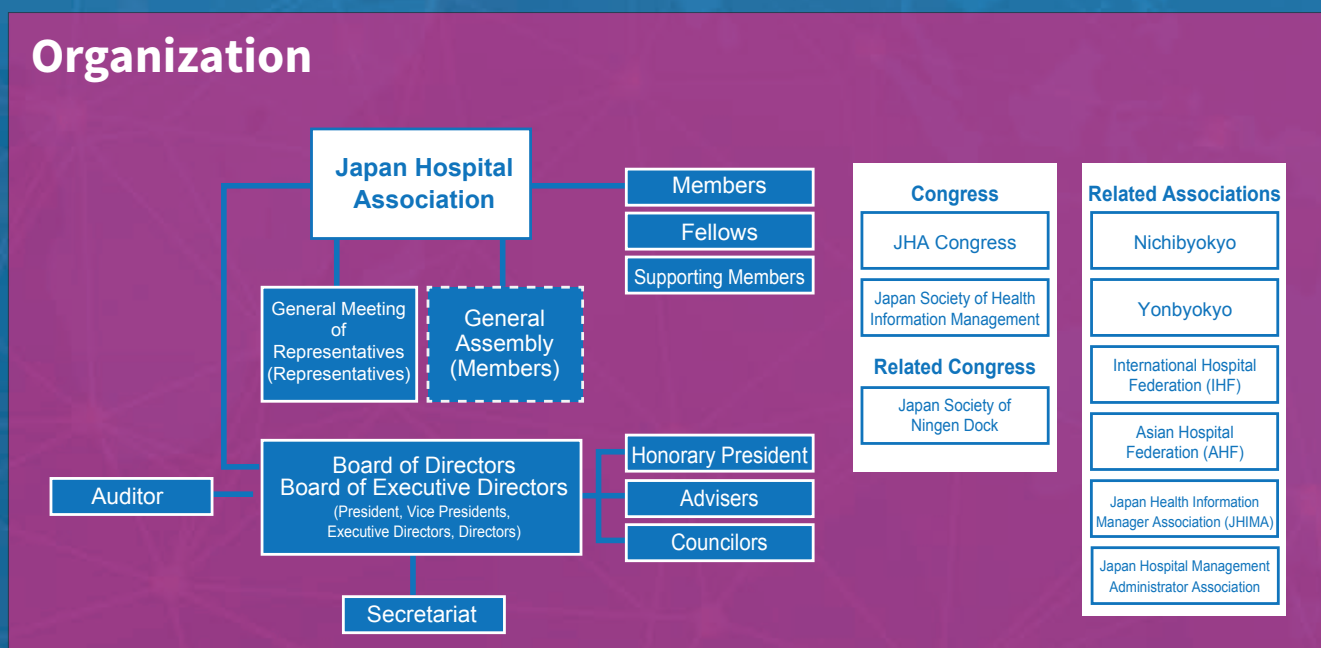 Organization
Japan Hospital
Association
Members
Fellows
Supporting Members
General Meeting
of
Representatives
(Representatives)
General
Assembly
(Members)
Board of Directors
Board of Executive Directors
(President, Vice Presidents,
Executive Directors, Directors)
Auditor
Honorary President
Advisers
Councilors
Secretariat
Congress
JHA Congress
Japan Society of Health
Information Management
Related Congress
Japan Society of
Ningen Dock
Related Associations
Nichibyokyo
Yonbyokyo
International Hospital
Federation (IHF)
Asian Hospital
Federation (AHF)
Japan Health Information
Manager Association (JHIMA)
Japan Hospital Management
Administrator Association